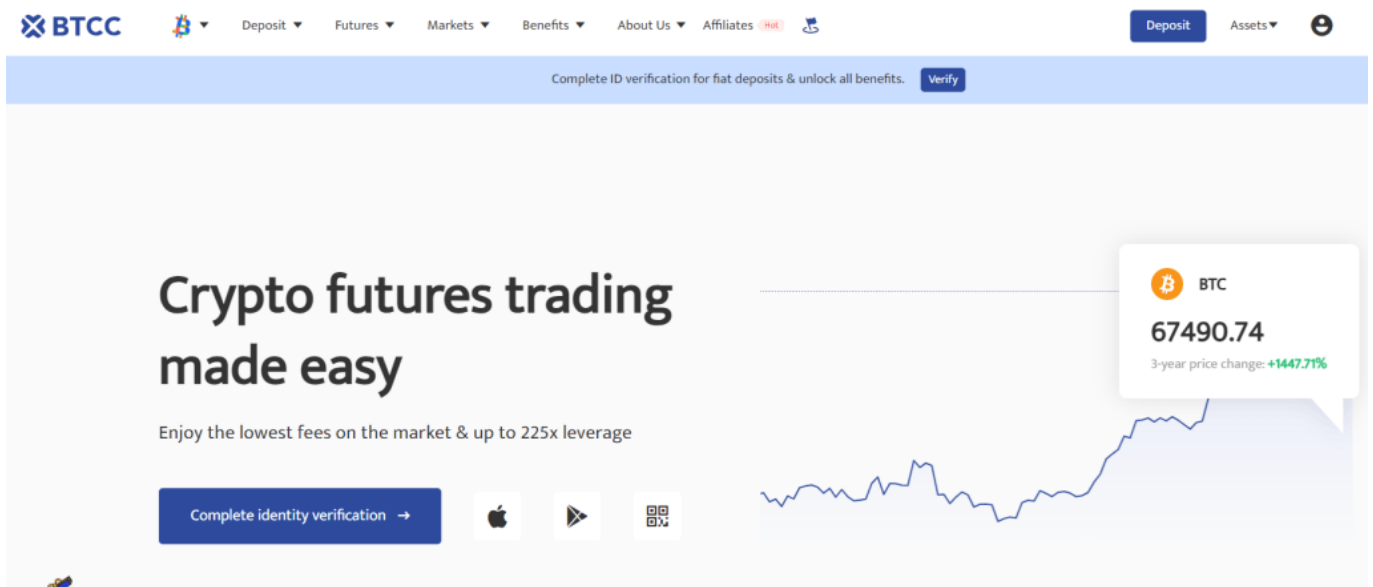 BTCC
Deposit
Futures
Markets
Benefits
About Us
Affiliates Hot
Deposit
Assets
Complete ID verification for fiat deposits & unlock all benefits. Verify
Crypto futures trading
made easy
Enjoy the lowest fees on the market & up to 225x leverage
Complete identity verification →
BTC
67490.74
3-year price change: +1447.71%